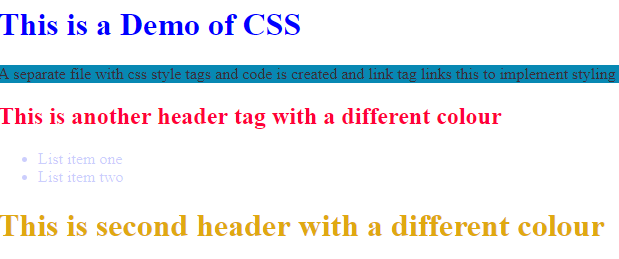 This is a Demo of CSS
A separate file with css style tags and code is created and link tag links this to implement styling
This is another header tag with a different colour
List item one
List item two
This is second header with a different colour